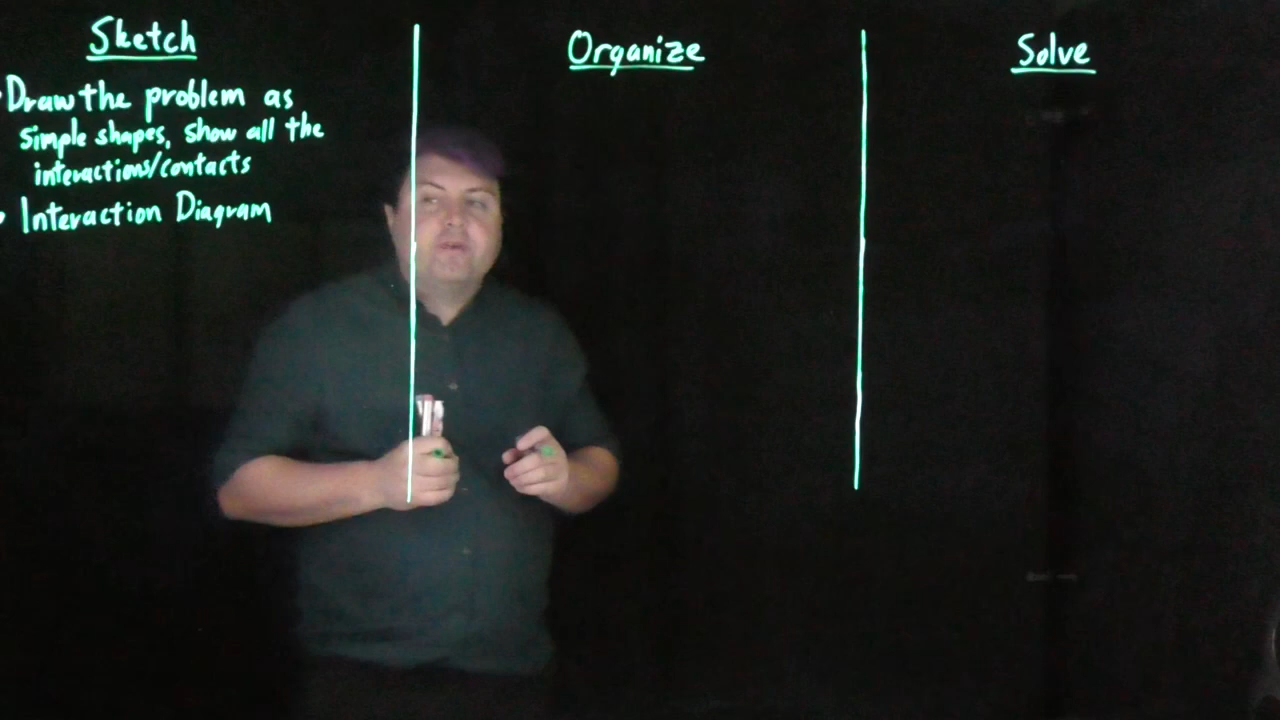 Sketch
Draw the problem as
simple shapes, show all the
interactions/contacts
Interaction Diagram
Organize
Solve